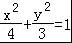 x²/4 + y²/3 = 1